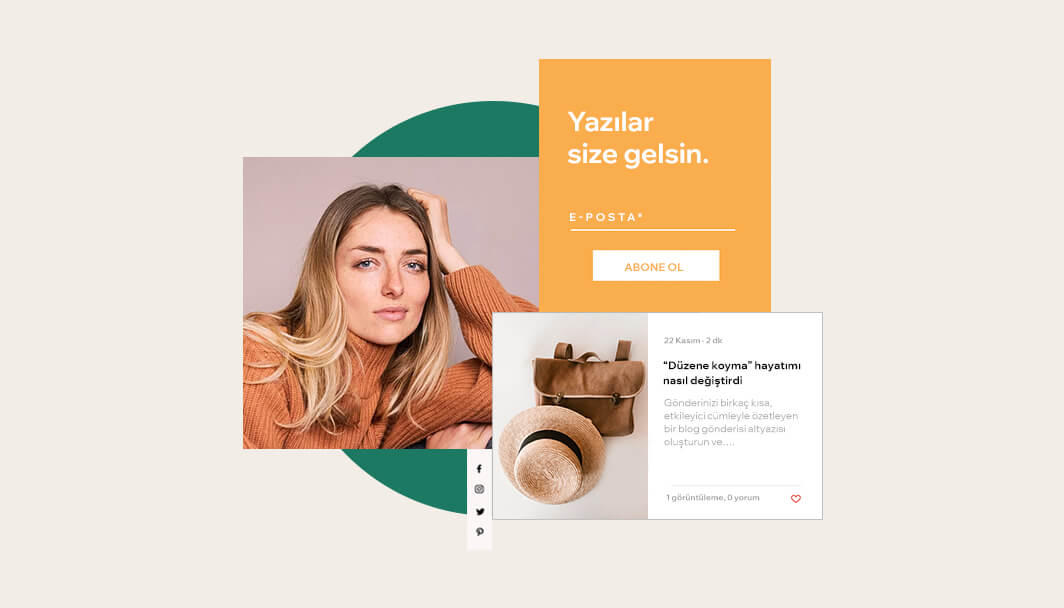 Yazılar
size gelsin.
E-POSTA*
ABONE OL
22 Kasım · 2 dk
“Düzene koyma” hayatımı
nasıl değiştirdi
Gönderinizi birkaç kısa,
etkileyici cümleyle özetleyen
bir blog gönderisi altyazısı
oluşturun ve....
1 görüntüleme, 0 yorum